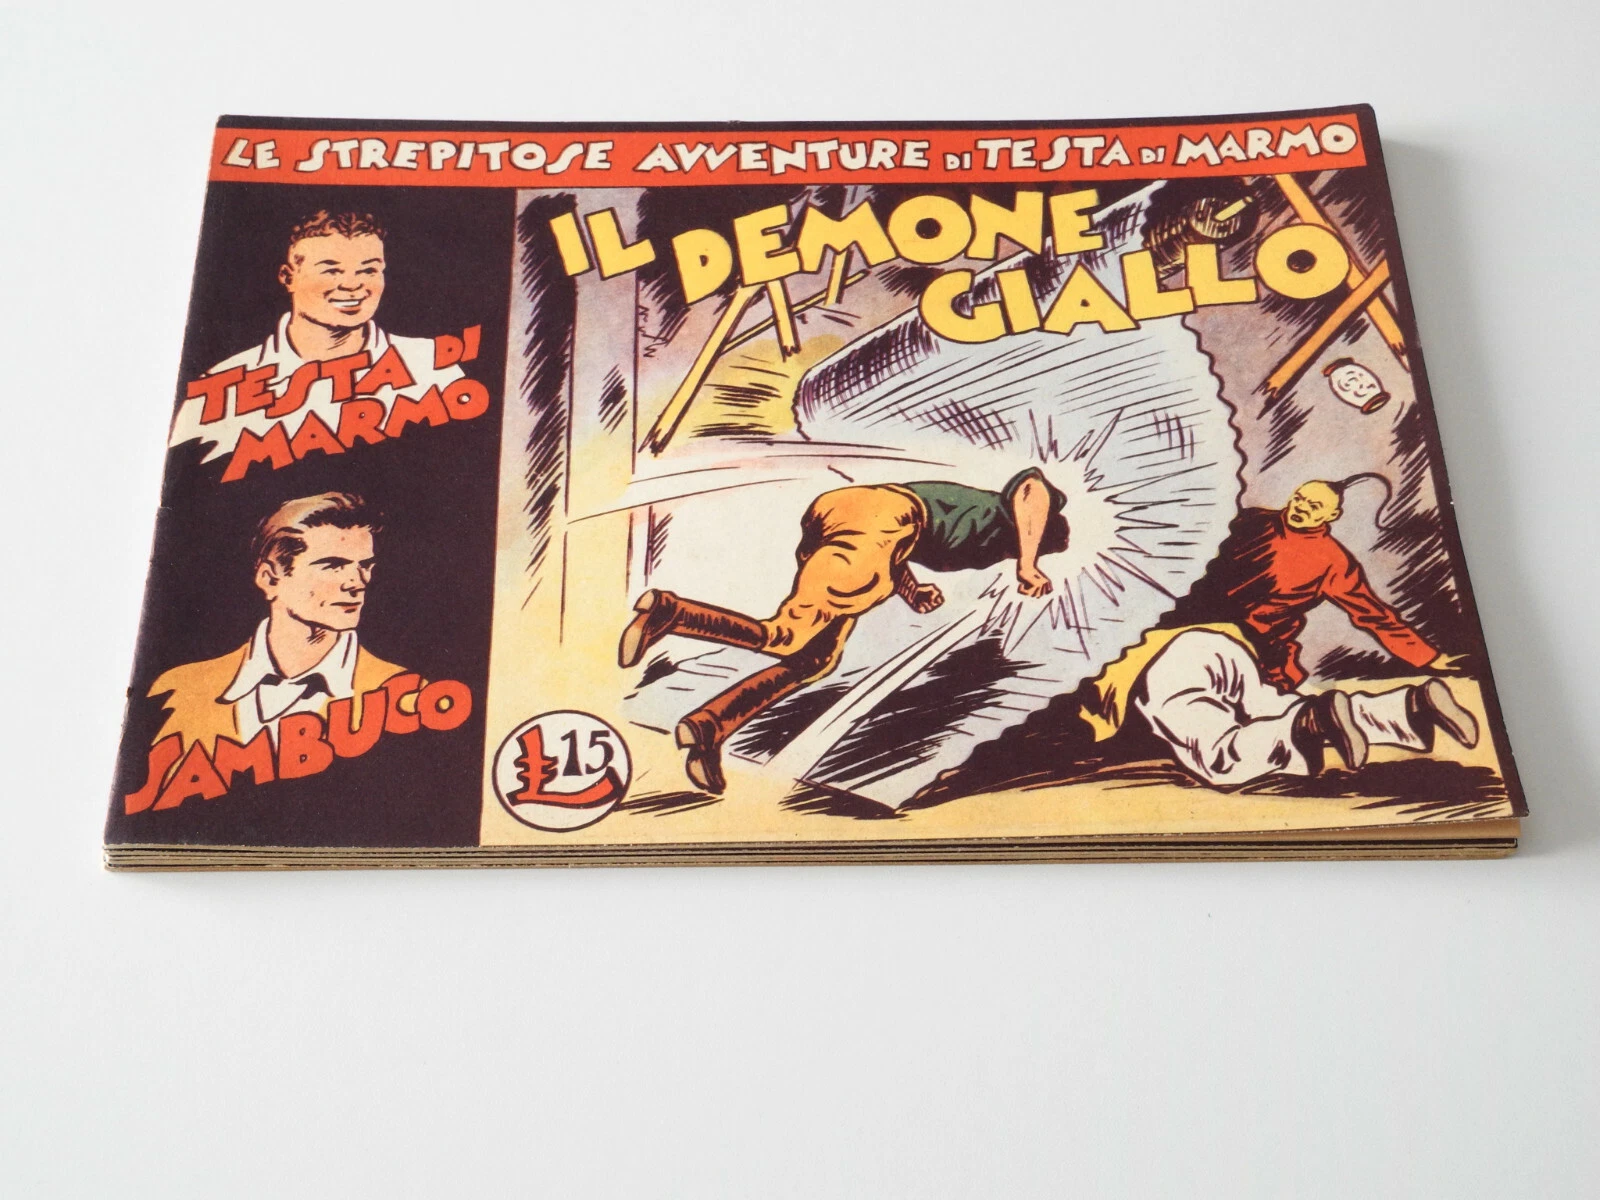 LE STREPITOSE AVVENTURE DI TESTA DI MARMO
IL DEMONE
GIALLO
TESTA DI
MARMO
SAMBUCO
£ 15